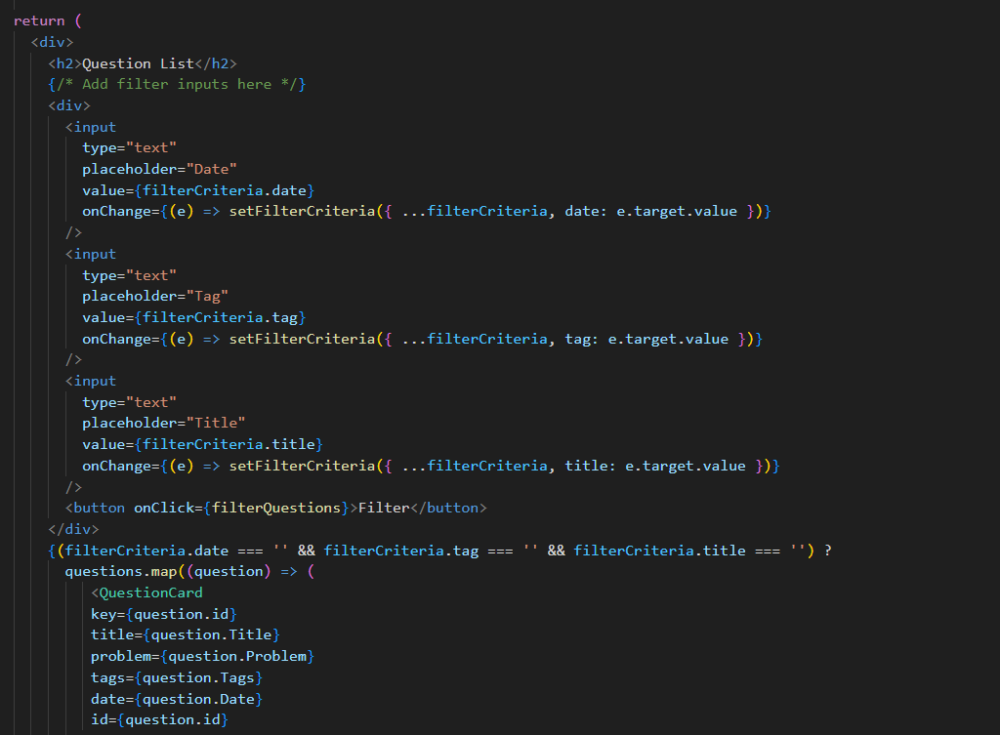 return (
<div>
<h2>Question List</h2>
{/* Add filter inputs here */}
<div>
<input
type="text"
placeholder="Date"
value={filterCriteria.date}
onChange={(e) => setFilterCriteria({ ...filterCriteria, date: e.target.value })}
/>
<input
type="text"
placeholder="Tag"
value={filterCriteria.tag}
onChange={(e) => setFilterCriteria({ ...filterCriteria, tag: e.target.value })}
/>
<input
type="text"
placeholder="Title"
value={filterCriteria.title}
onChange={(e) => setFilterCriteria({ ...filterCriteria, title: e.target.value })}
/>
<button onClick={filterQuestions}>Filter</button>
</div>
{(filterCriteria.date === '' && filterCriteria.tag === '' && filterCriteria.title === '') ?
questions.map((question) => (
<QuestionCard
key={question.id}
title={question.Title}
problem={question.Problem}
tags={question.Tags}
date={question.Date}
id={question.id}